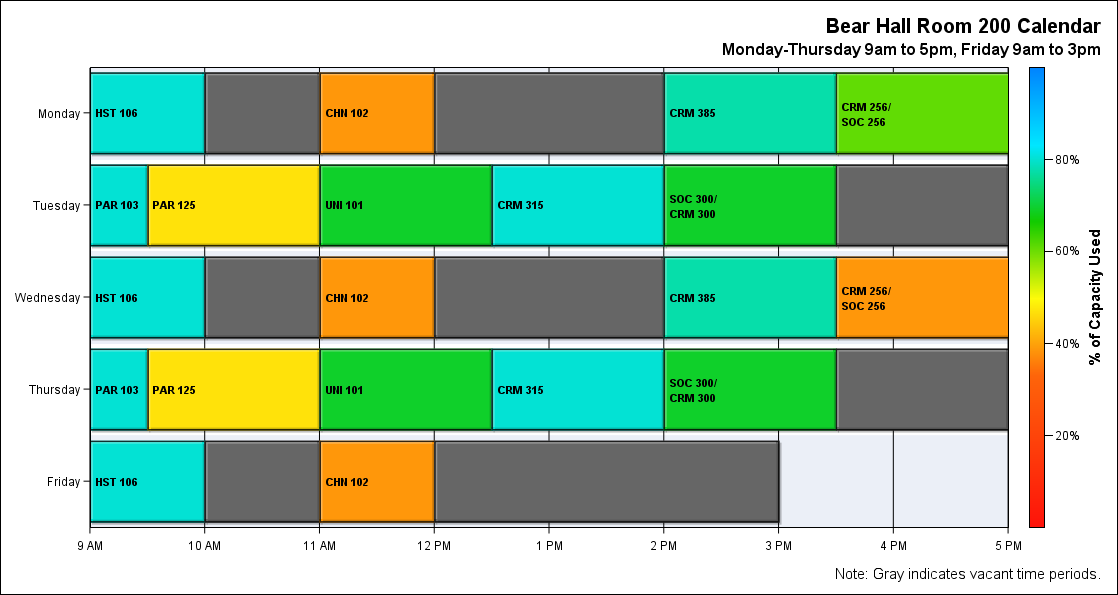 Bear Hall Room 200 Calendar
Monday-Thursday 9am to 5pm, Friday 9am to 3pm
Monday
HST 106
CHN 102
CRM 385
CRM 256/
SOC 256
Tuesday
PAR 103
PAR 125
UNI 101
CRM 315
SOC 300/
CRM 300
Wednesday
HST 106
CHN 102
CRM 385
CRM 256/
SOC 256
Thursday
PAR 103
PAR 125
UNI 101
CRM 315
SOC 300/
CRM 300
Friday
HST 106
CHN 102
9 AM
10 AM
11 AM
12 PM
1 PM
2 PM
3 PM
4 PM
5 PM
80%
60%
40%
20%
% of Capacity Used
Note: Gray indicates vacant time periods.